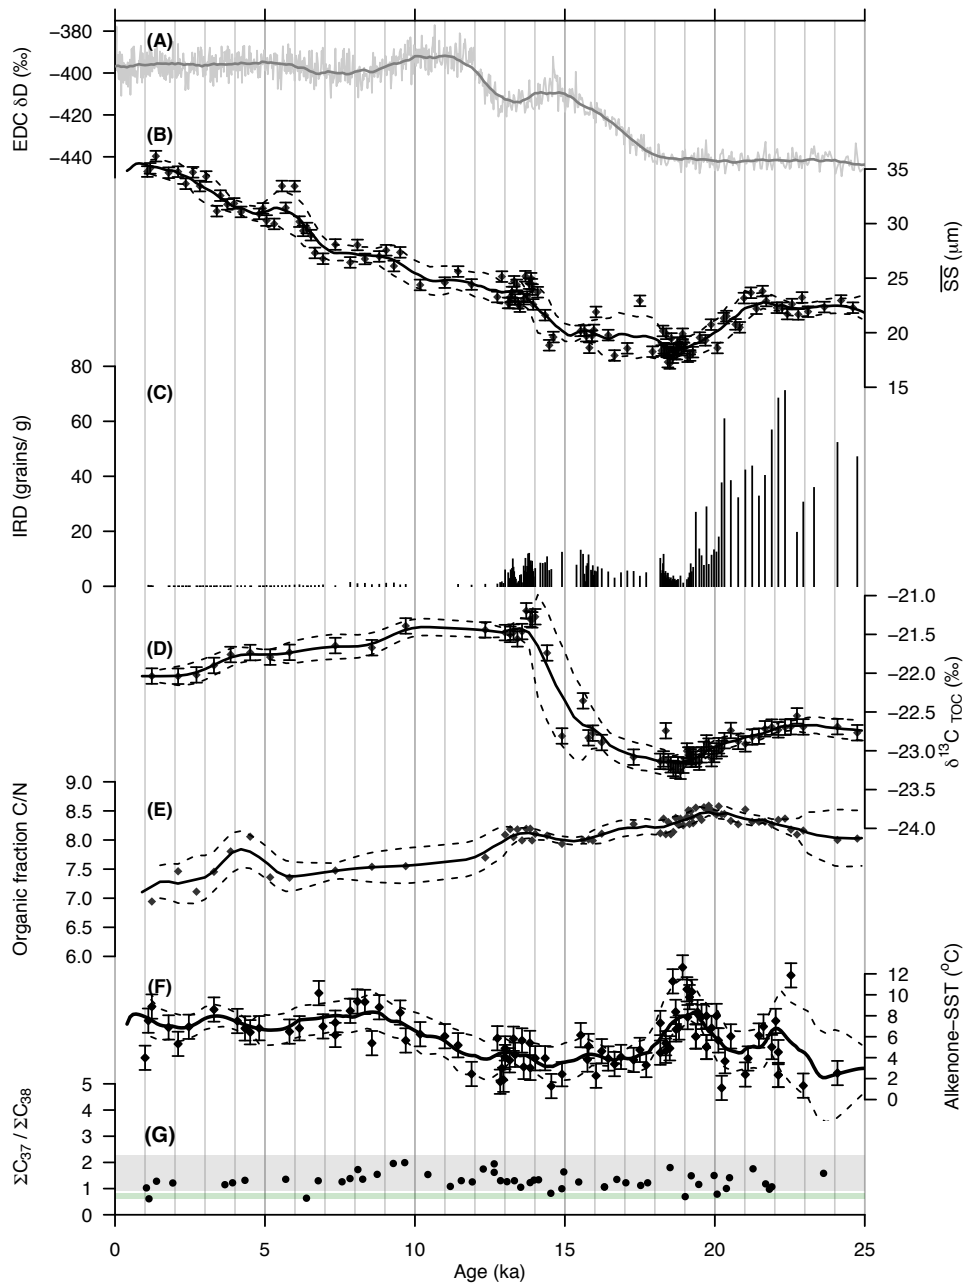 (A)
EDC δD (‰)
−380
−400
−420
−440
(B)
35
30
25
20
15
SS (μm)
(C)
IRD (grains/ g)
80
60
40
20
0
(D)
−21.0
−21.5
−22.0
−22.5
−23.0
−23.5
−24.0
δ ¹³C TOC (‰)
(E)
Organic fraction C/N
9.0
8.5
8.0
7.5
7.0
6.5
6.0
(F)
12
10
8
6
4
2
0
Alkenone−SST (⁰C)
(G)
ΣC₃₇ / ΣC₃₈
5
4
3
2
1
0
0 5 10 15 20 25
Age (ka)